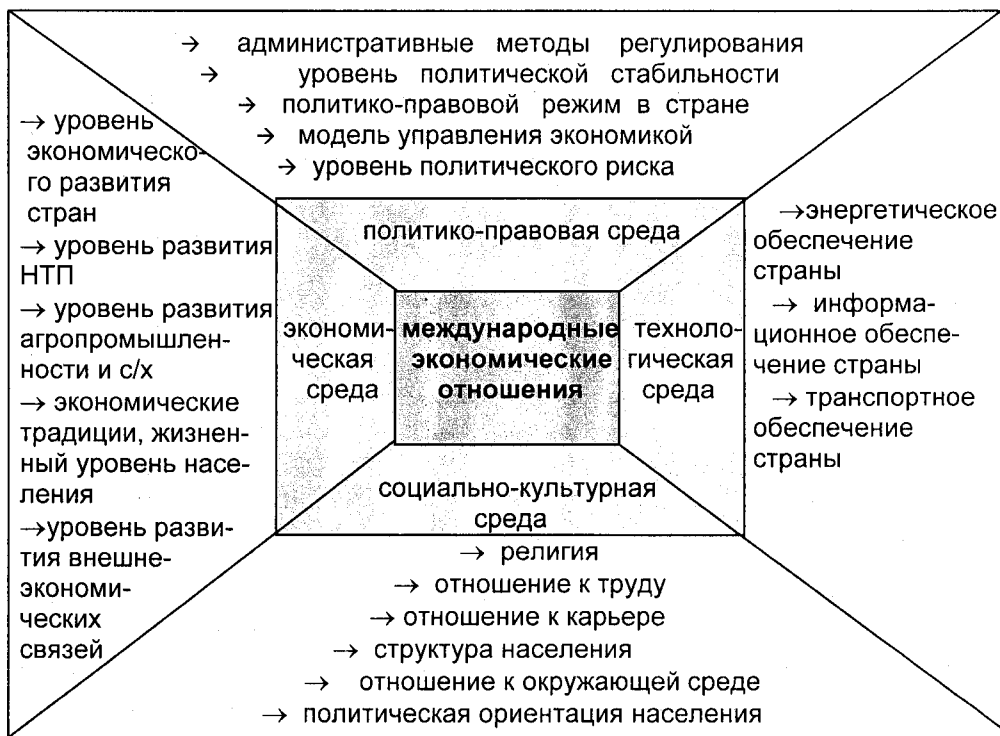 → административные методы регулирования
→ уровень политической стабильности
→ политико-правовой режим в стране
→ модель управления экономикой
→ уровень политического риска
→ уровень
экономическо-
го развития
стран
→ уровень развития
НТП
→ уровень развития
агропромышлен-
ности и с/х
→ экономические
традиции, жизнен-
ный уровень насе-
ления
→уровень разви-
тия внешне-
экономи-
ческих
связей
политико-правовая среда
экономи-
ческая
среда
международные
экономические
отношения
техноло-
гическая
среда
социально-культурная
среда
→энергетическое
обеспечение
страны
→ информа-
ционное обеспе-
чение страны
→ транспортное
обеспечение
страны
→ религия
→ отношение к труду
→ отношение к карьере
→ структура населения
→ отношение к окружающей среде
→ политическая ориентация населения